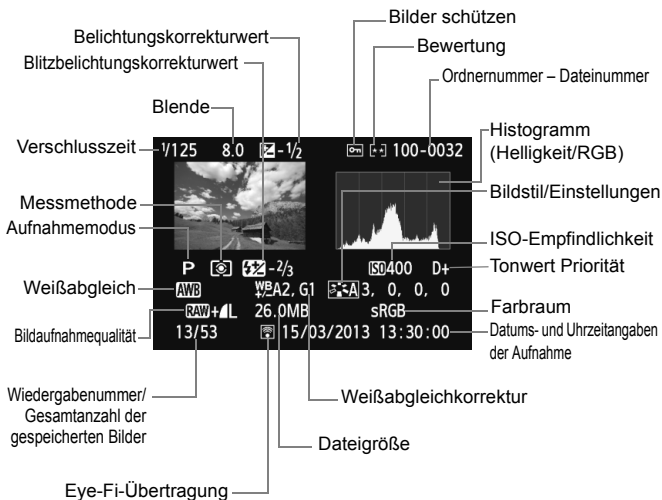 Bilder schützen
Belichtungskorrekturwert
Bewertung
Blitzbelichtungskorrekturwert
Ordnernummer – Dateinummer
Blende
Verschlusszeit
1/125 8.0 -1/2 100-0032
Histogramm
(Helligkeit/RGB)
Messmethode
Bildstil/Einstellungen
Aufnahmemodus
ISO-Empfindlichkeit
P -2/3 ISO 400 D+
Tonwert Priorität
Weißabgleich
AWB WB A2, G1 A 3, 0, 0, 0
Bildaufnahmequalität
RAW+L 26.0MB sRGB
Farbraum
13/53 15/03/2013 13:30:00
Datums- und Uhrzeitangaben
der Aufnahme
Wiedergabenummer/
Gesamtanzahl der
gespeicherten Bilder
Weißabgleichkorrektur
Dateigröße
Eye-Fi-Übertragung